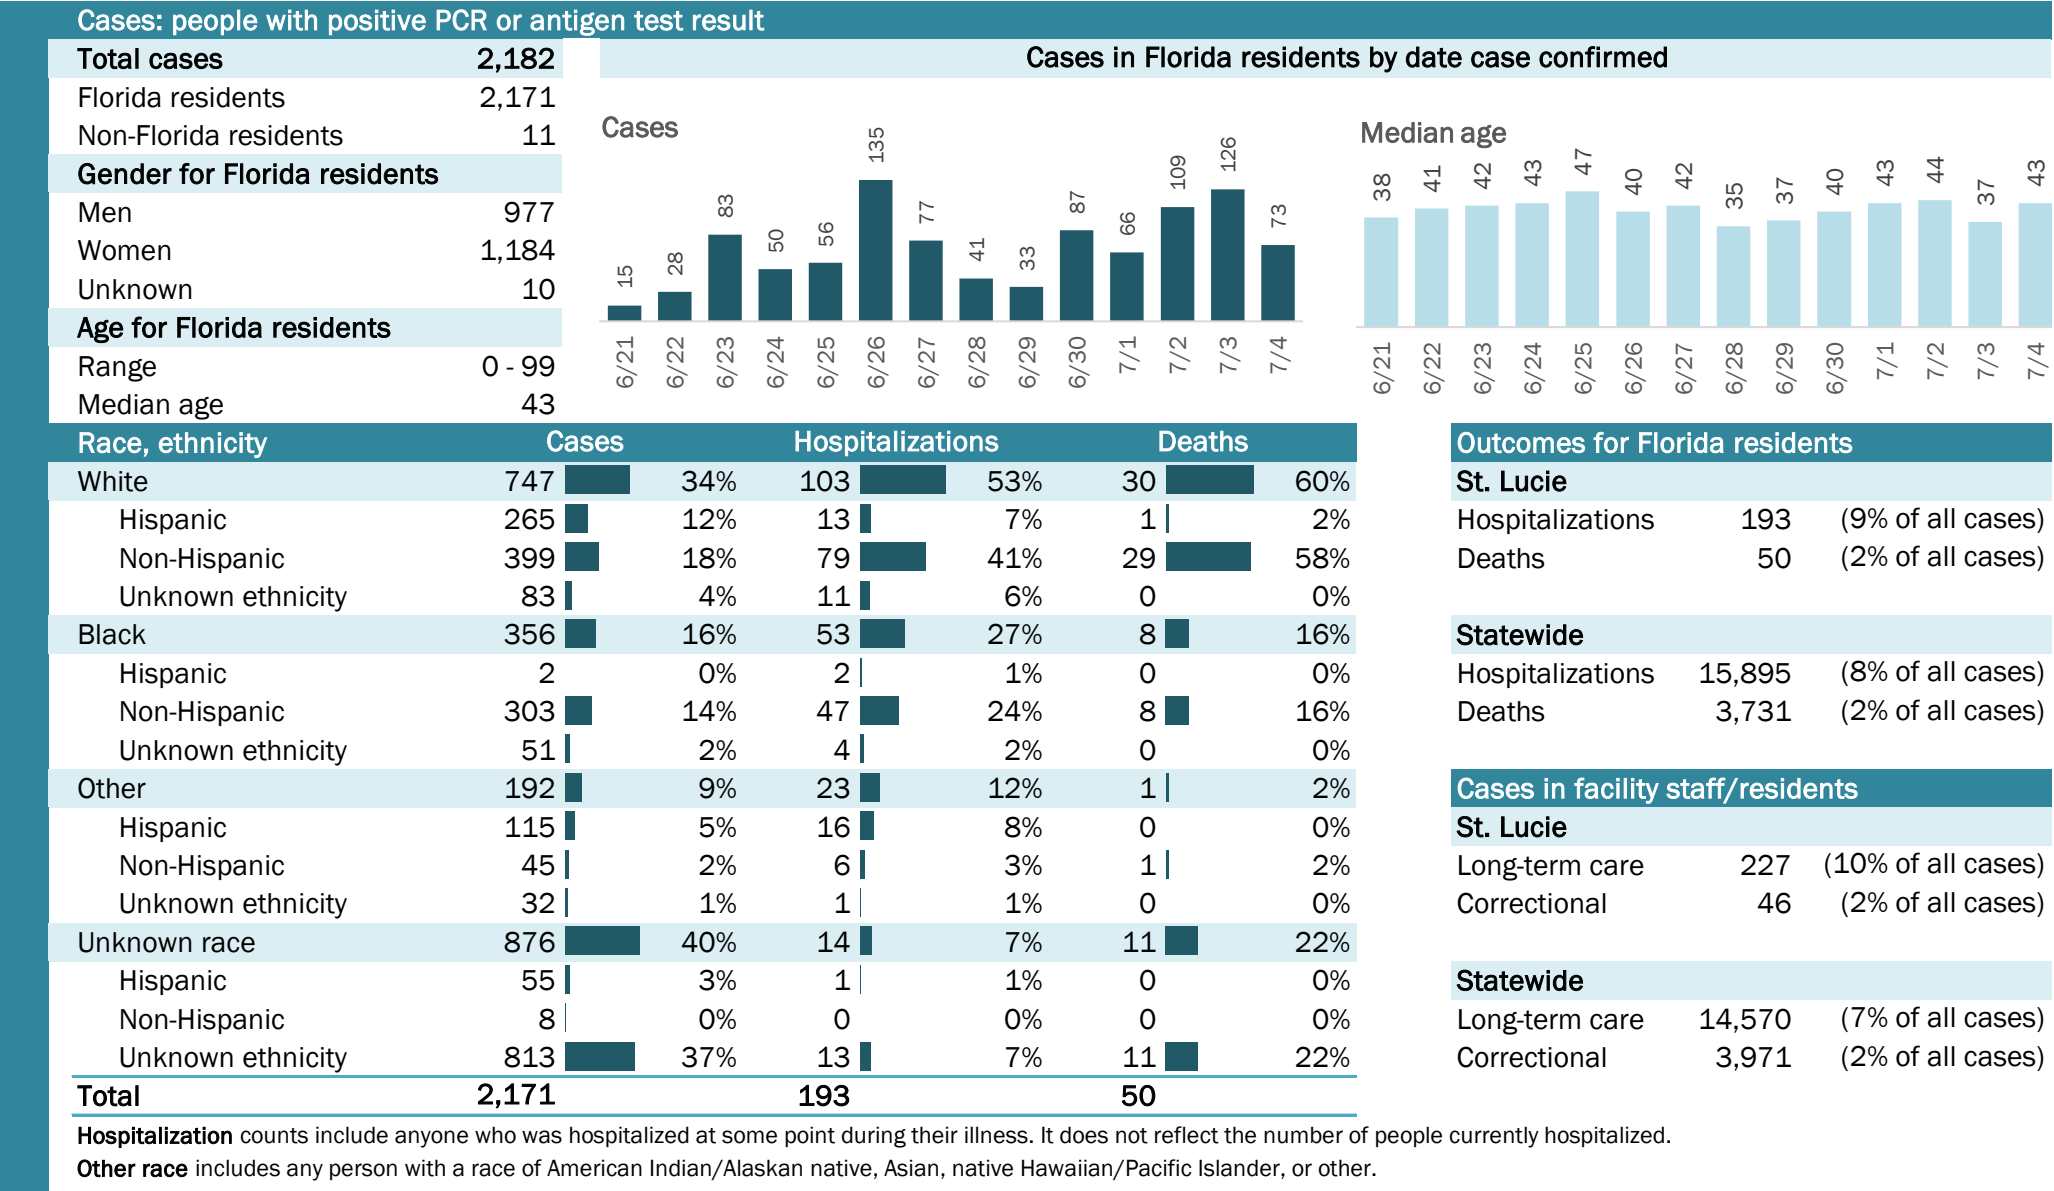 Cases: people with positive PCR or antigen test result
Total cases 2,182
Florida residents 2,171
Non-Florida residents 11
Gender for Florida residents
Men 977
Women 1,184
Unknown 10
Age for Florida residents
Range 0 - 99
Median age 43
Cases in Florida residents by date case confirmed
Cases
15 28 83 50 56 135 77 41 33 87 66 109 126 73
6/21 6/22 6/23 6/24 6/25 6/26 6/27 6/28 6/29 6/30 7/1 7/2 7/3 7/4
Median age
38 41 42 43 47 40 42 35 37 40 43 44 37 43
6/21 6/22 6/23 6/24 6/25 6/26 6/27 6/28 6/29 6/30 7/1 7/2 7/3 7/4
Race, ethnicity Cases Hospitalizations Deaths
White 747 34% 103 53% 30 60%
Hispanic 265 12% 13 7% 1 2%
Non-Hispanic 399 18% 79 41% 29 58%
Unknown ethnicity 83 4% 11 6% 0 0%
Black 356 16% 53 27% 8 16%
Hispanic 2 0% 2 1% 0 0%
Non-Hispanic 303 14% 47 24% 8 16%
Unknown ethnicity 51 2% 4 2% 0 0%
Other 192 9% 23 12% 1 2%
Hispanic 115 5% 16 8% 0 0%
Non-Hispanic 45 2% 6 3% 1 2%
Unknown ethnicity 32 1% 1 1% 0 0%
Unknown race 876 40% 14 7% 11 22%
Hispanic 55 3% 1 1% 0 0%
Non-Hispanic 8 0% 0 0% 0 0%
Unknown ethnicity 813 37% 13 7% 11 22%
Total 2,171 193 50
Outcomes for Florida residents
St. Lucie
Hospitalizations 193 (9% of all cases)
Deaths 50 (2% of all cases)
Statewide
Hospitalizations 15,895 (8% of all cases)
Deaths 3,731 (2% of all cases)
Cases in facility staff/residents
St. Lucie
Long-term care 227 (10% of all cases)
Correctional 46 (2% of all cases)
Statewide
Long-term care 14,570 (7% of all cases)
Correctional 3,971 (2% of all cases)
Hospitalization counts include anyone who was hospitalized at some point during their illness. It does not reflect the number of people currently hospitalized.
Other race includes any person with a race of American Indian/Alaskan native, Asian, native Hawaiian/Pacific Islander, or other.